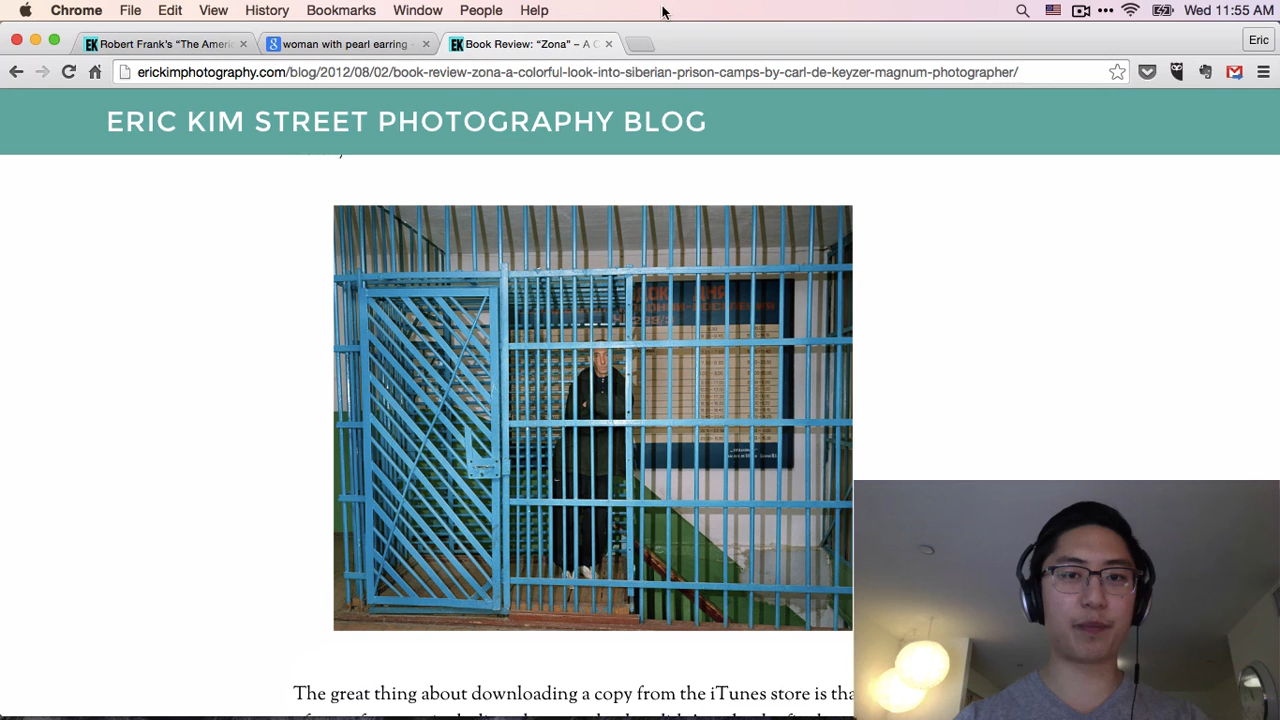 Chrome File Edit View History Bookmarks Window People Help Wed 11:55 AM
EK Robert Frank's “The Ameri woman with pearl earring - EK Book Review: “Zona” – A C Eric
erickimphotography.com/blog/2012/08/02/book-review-zona-a-colorful-look-into-siberian-prison-camps-by-carl-de-keyzer-magnum-photographer/
ERIC KIM STREET PHOTOGRAPHY BLOG
ДНЯ
The great thing about downloading a copy from the iTunes store is tha